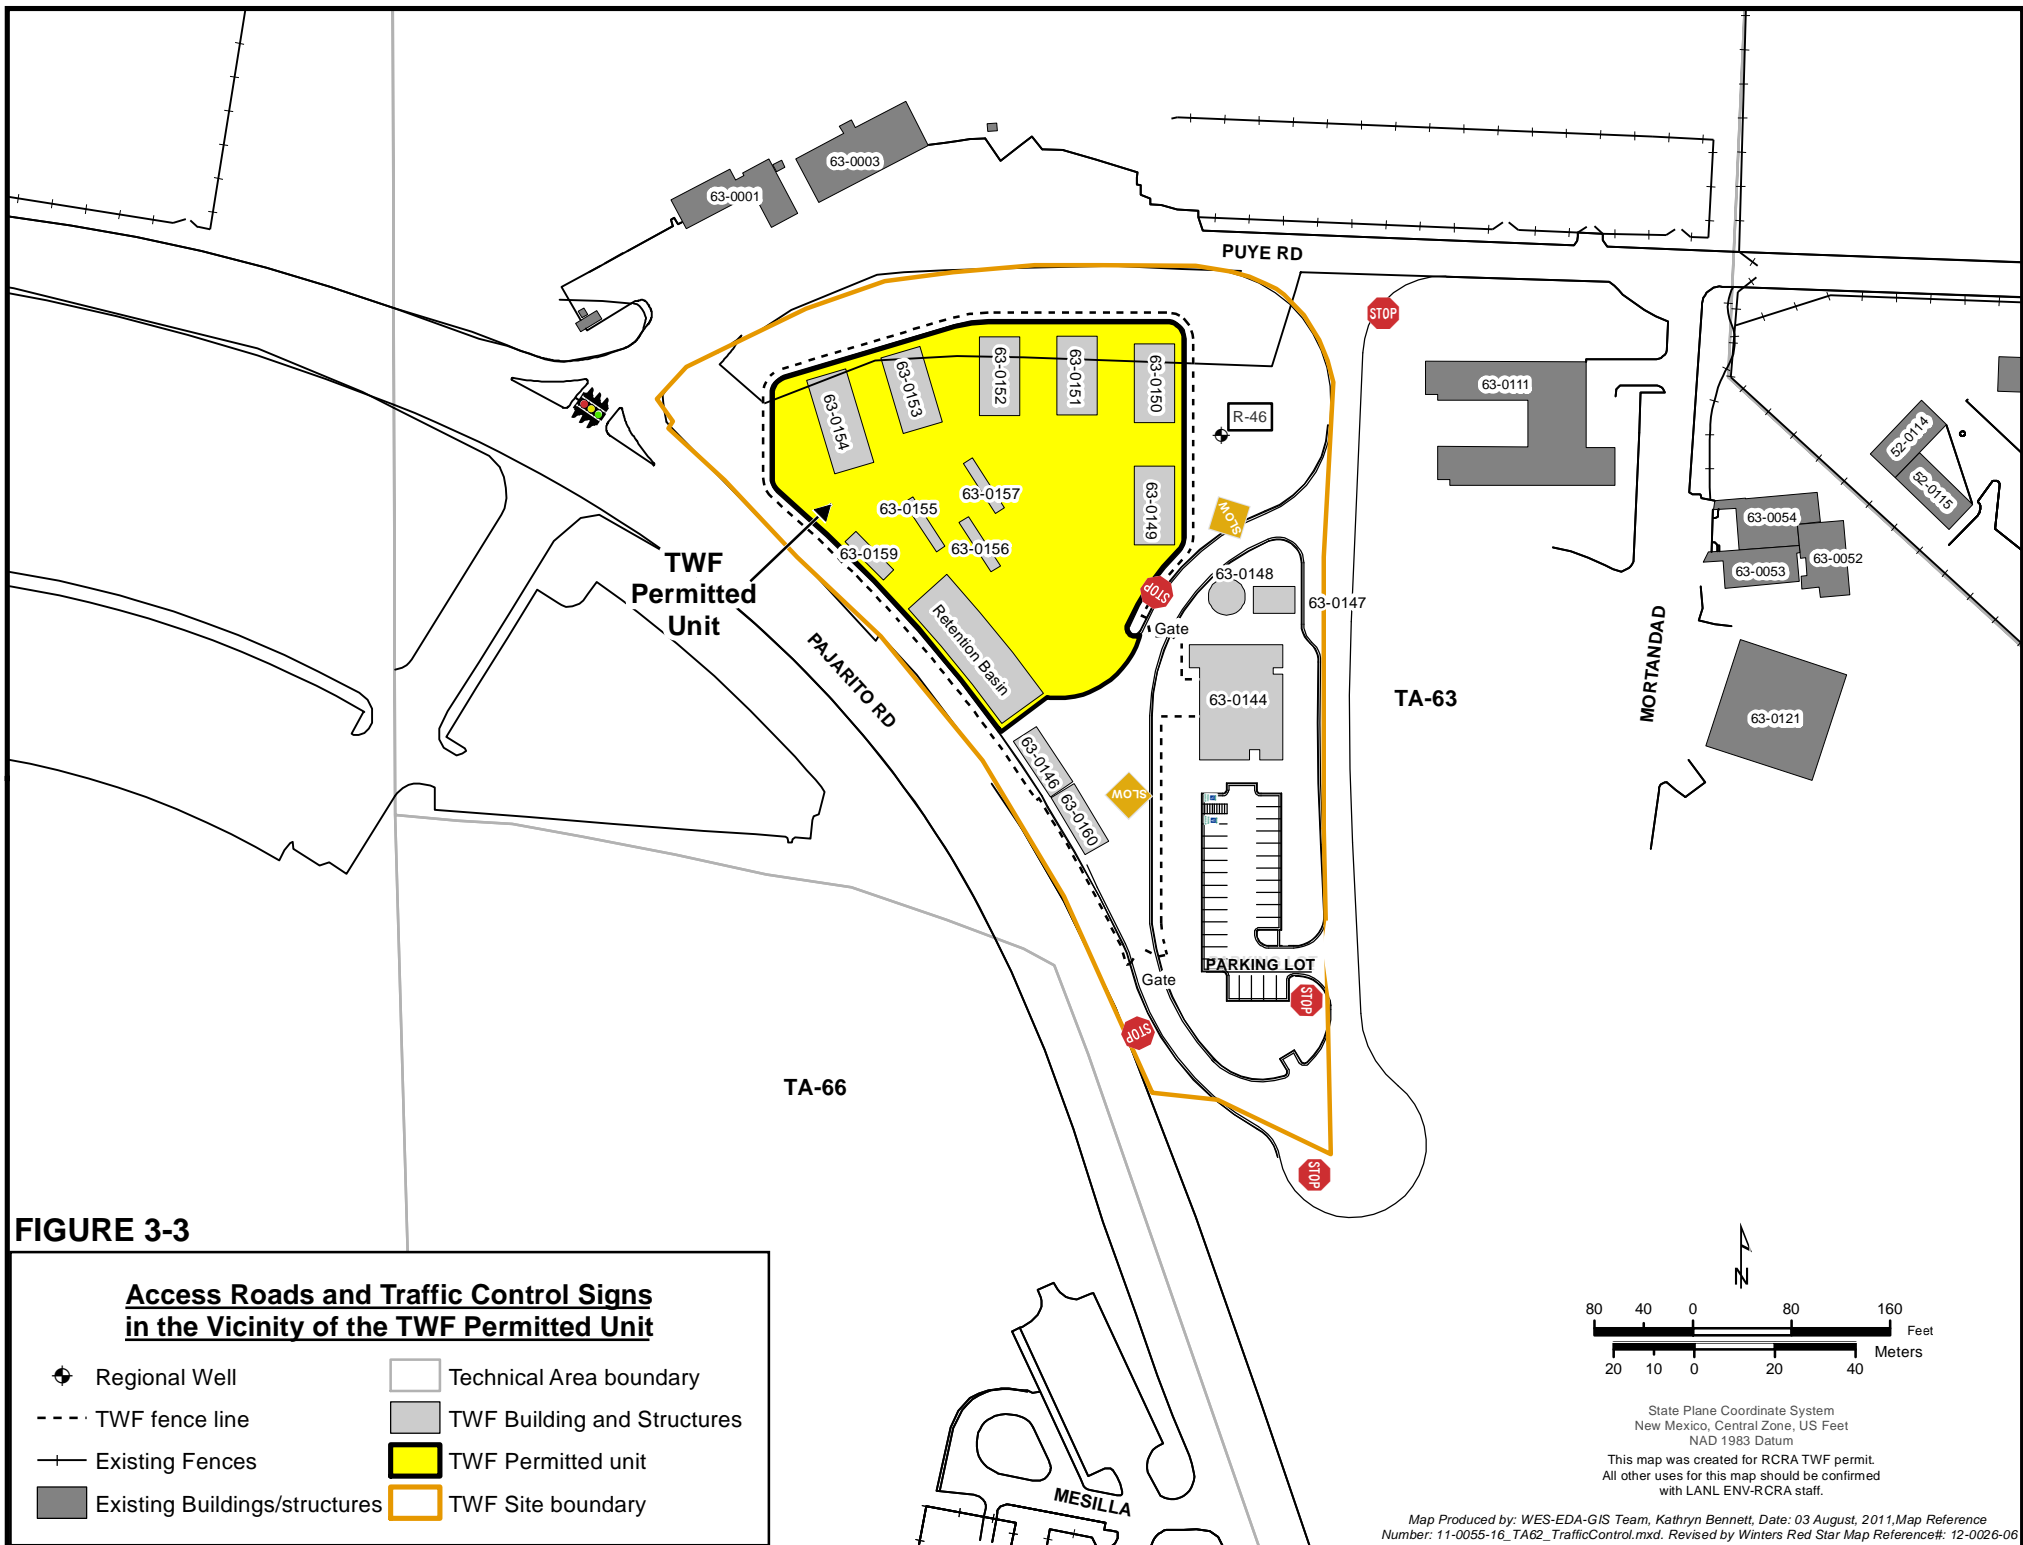 63-0003
63-0001
PUYE RD
STOP
63-0154
63-0153
63-0152
63-0151
63-0150
R-46
63-0111
52-0114
52-0115
63-0157
63-0155
63-0156
63-0159
63-0149
SLOW
63-0054
63-0052
63-0053
TWF
Permitted
Unit
STOP
Gate
63-0148
63-0147
Retention Basin
PAJARITO RD
63-0144
TA-63
MORTANDAD
63-0121
63-0146
63-0160
SLOW
PARKING LOT
Gate
STOP
STOP
TA-66
STOP
FIGURE 3-3
Access Roads and Traffic Control Signs
in the Vicinity of the TWF Permitted Unit
Regional Well
TWF fence line
Existing Fences
Existing Buildings/structures
Technical Area boundary
TWF Building and Structures
TWF Permitted unit
TWF Site boundary
MESILLA
N
80 40 0 80 160
Feet
Meters
20 10 0 20 40
State Plane Coordinate System
New Mexico, Central Zone, US Feet
NAD 1983 Datum
This map was created for RCRA TWF permit.
All other uses for this map should be confirmed
with LANL ENV-RCRA staff.
Map Produced by: WES-EDA-GIS Team, Kathryn Bennett, Date: 03 August, 2011,Map Reference
Number: 11-0055-16_TA62_TrafficControl.mxd. Revised by Winters Red Star Map Reference#: 12-0026-06